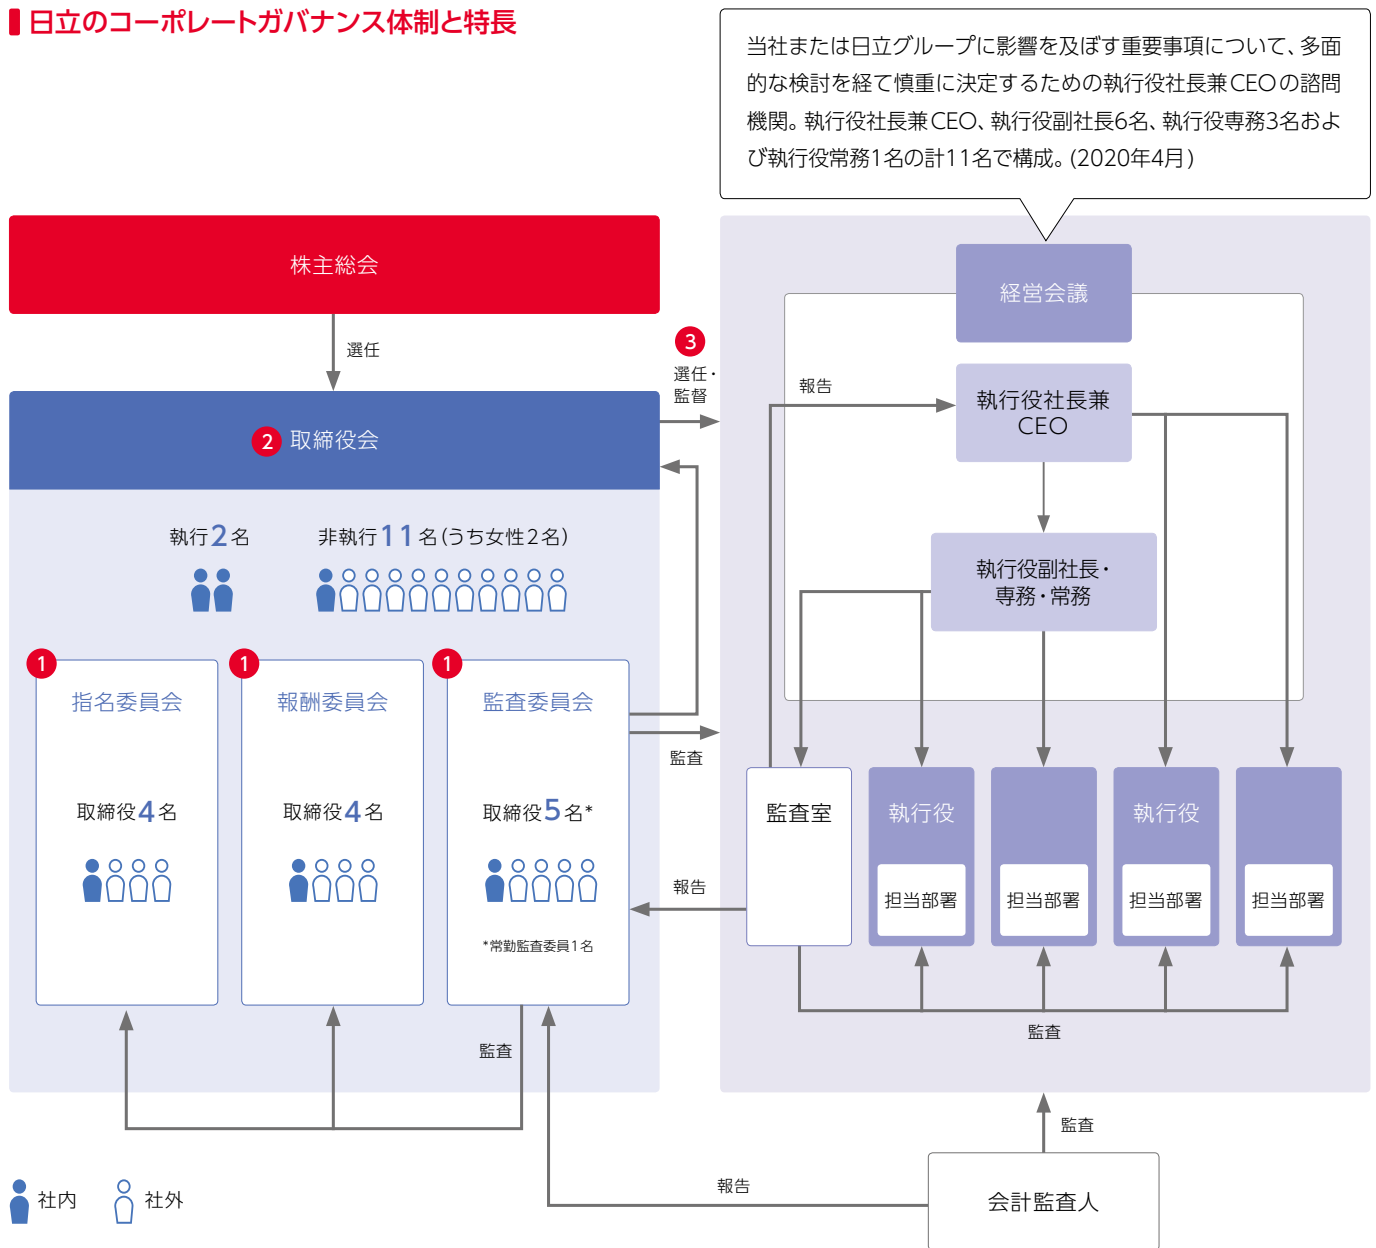 日立のコーポレートガバナンス体制と特長
当社または日立グループに影響を及ぼす重要事項について、多面
的な検討を経て慎重に決定するための執行役社長兼CEOの諮問
機関。執行役社長兼CEO、執行役副社長6名、執行役専務3名およ
び執行役常務1名の計11名で構成。(2020年4月)
株主総会
選任
3
選任・
監督
2 取締役会
執行2名
非執行11名(うち女性2名)
1
指名委員会
取締役4名
1
報酬委員会
取締役4名
1
監査委員会
取締役5名*
*常勤監査委員1名
監査
監査
報告
経営会議
報告
執行役社長兼
CEO
執行役副社長・
専務・常務
監査室
執行役
担当部署
担当部署
執行役
担当部署
担当部署
監査
監査
会計監査人
報告
社内
社外